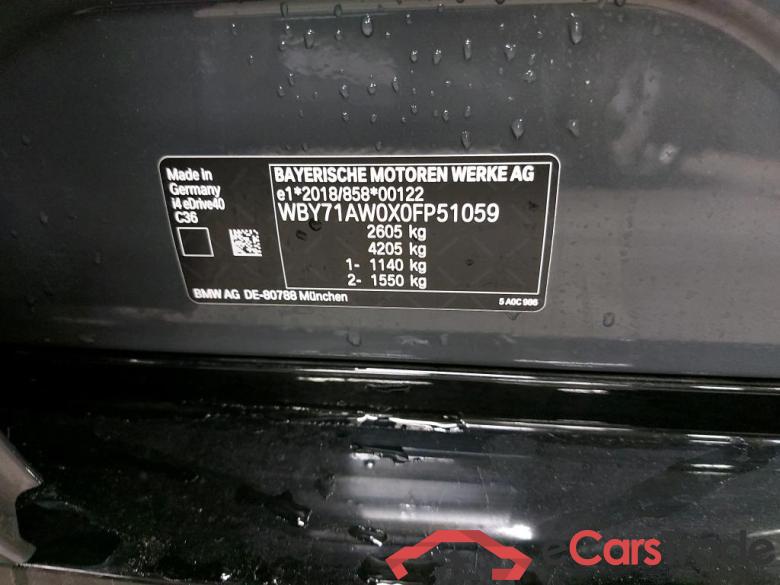 Made in
Germany
i4 eDrive40
C36
BAYERISCHE MOTOREN WERKE AG
e1*2018/858*00122
WBY71AW0X0FP51059
2605 kg
4205 kg
1- 1140 kg
2- 1550 kg
BMW AG DE-80788 München
5 A0C 986
eCarsTrade